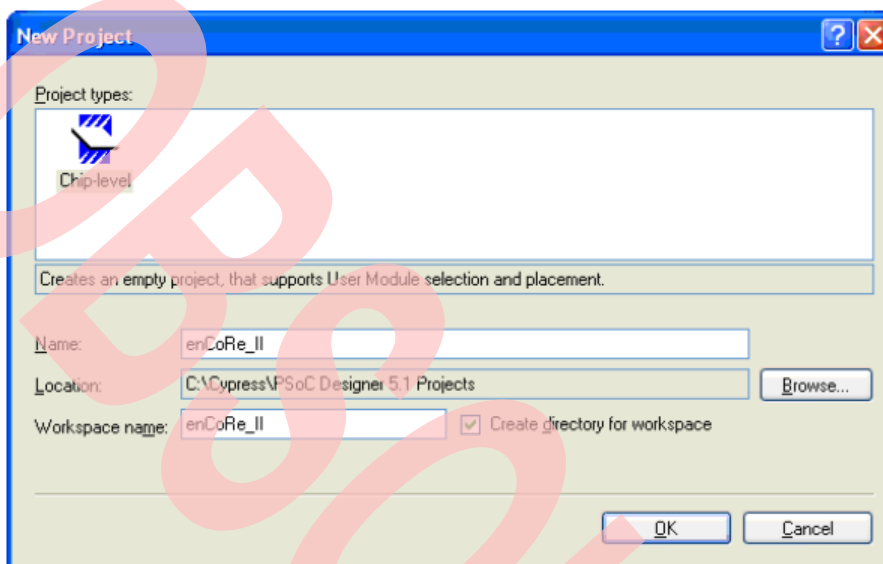 New Project
Project types:
Chip-level
Creates an empty project, that supports User Module selection and placement.
Name: enCoRe_II
Location: C:\Cypress\PSoC Designer 5.1 Projects Browse...
Workspace name: enCoRe_II Create directory for workspace
OK Cancel